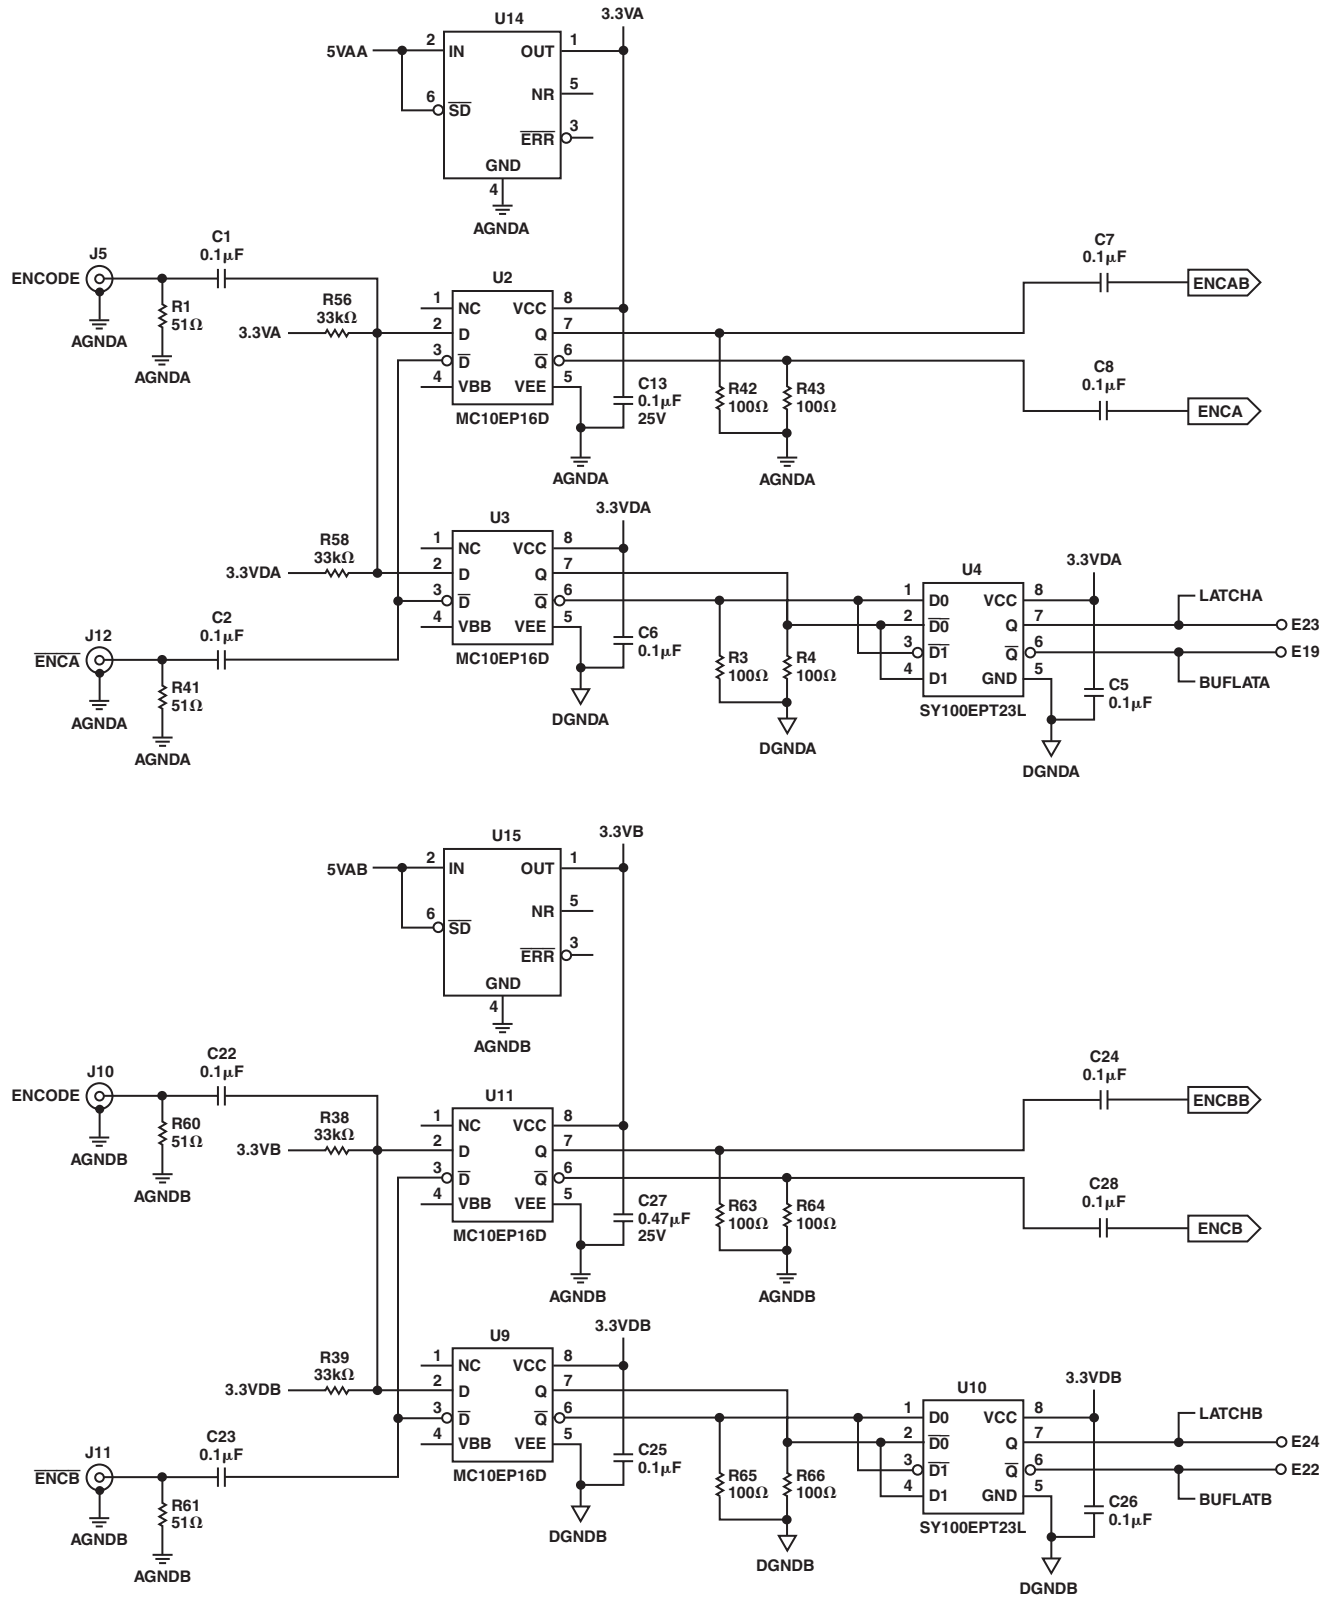 U14
3.3VA
5VAA
2
IN
OUT
1
NR
5
6
SD
ERR
3
GND
4
AGNDA
J5
ENCODE
AGNDA
R1
51Ω
AGNDA
C1
0.1μF
R56
33kΩ
3.3VA
U2
1
NC
VCC
8
2
D
Q
7
3
D
Q
6
4
VBB
VEE
5
MC10EP16D
C13
0.1μF
25V
AGNDA
R42
100Ω
R43
100Ω
AGNDA
C7
0.1μF
ENCAB
C8
0.1μF
ENCA
3.3VDA
U3
R58
33kΩ
3.3VDA
1
NC
VCC
8
2
D
Q
7
3
D
Q
6
4
VBB
VEE
5
MC10EP16D
C6
0.1μF
DGNDA
J12
ENCA
AGNDA
R41
51Ω
AGNDA
C2
0.1μF
R3
100Ω
R4
100Ω
DGNDA
U4
3.3VDA
1
D0
VCC
8
2
D0
Q
7
3
D1
Q
6
4
D1
GND
5
SY100EPT23L
C5
0.1μF
DGNDA
LATCHA
E23
E19
BUFLATA
U15
3.3VB
5VAB
2
IN
OUT
1
NR
5
6
SD
ERR
3
GND
4
AGNDB
J10
ENCODE
AGNDB
R60
51Ω
AGNDB
C22
0.1μF
R38
33kΩ
3.3VB
U11
1
NC
VCC
8
2
D
Q
7
3
D
Q
6
4
VBB
VEE
5
MC10EP16D
C27
0.47μF
25V
AGNDB
R63
100Ω
R64
100Ω
AGNDB
C24
0.1μF
ENCBB
C28
0.1μF
ENCB
3.3VDB
U9
R39
33kΩ
3.3VDB
1
NC
VCC
8
2
D
Q
7
3
D
Q
6
4
VBB
VEE
5
MC10EP16D
C25
0.1μF
DGNDB
J11
ENCB
AGNDB
R61
51Ω
AGNDB
C23
0.1μF
R65
100Ω
R66
100Ω
DGNDB
U10
3.3VDB
1
D0
VCC
8
2
D0
Q
7
3
D1
Q
6
4
D1
GND
5
SY100EPT23L
C26
0.1μF
DGNDB
LATCHB
E24
E22
BUFLATB